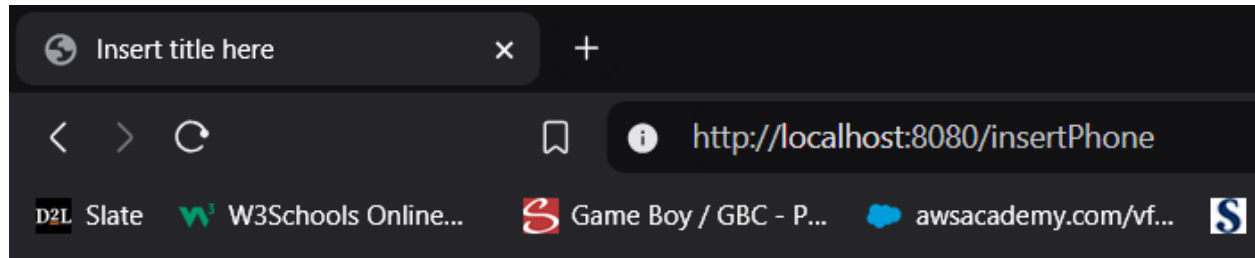 Insert title here
http://localhost:8080/insertPhone
D2L Slate W3Schools Online... Game Boy / GBC - P... awsacademy.com/vf... S